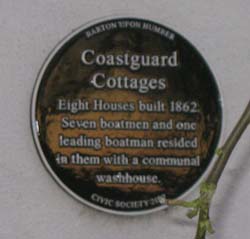 BARTON UPON HUMBER
Coastguard
Cottages
Eight Houses built 1862
Seven boatmen and one
leading boatman resided
in them with a communal
washhouse.
CIVIC SOCIETY